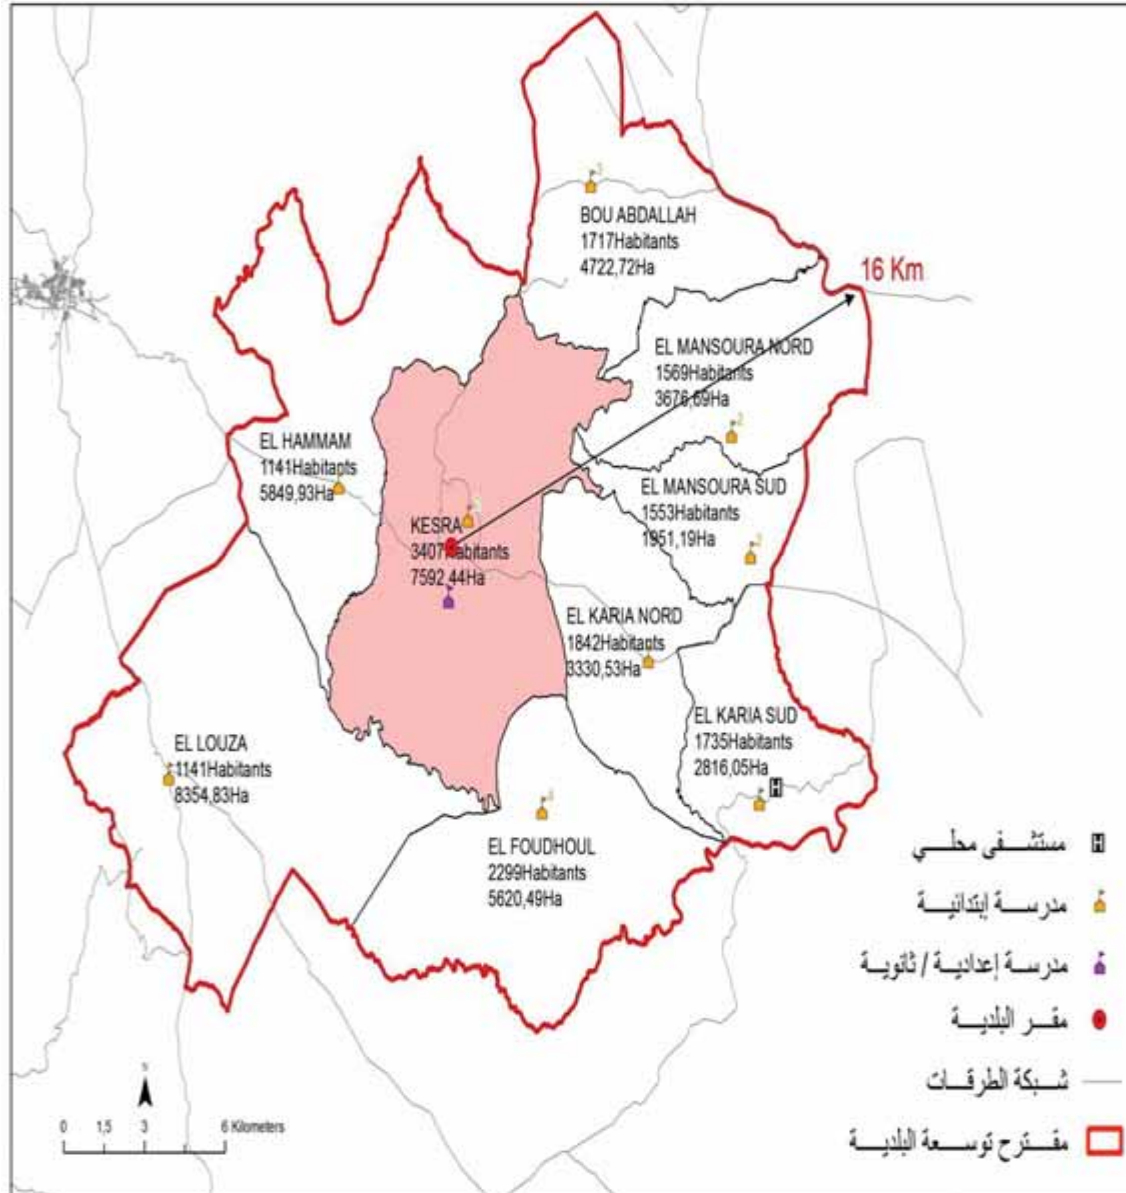 3
BOU ABDALLAH
1717Habitants
4722,72Ha
16 Km
EL MANSOURA NORD
1569Habitants
3676,69Ha
2
EL HAMMAM
1141Habitants
5849,93Ha
EL MANSOURA SUD
1553Habitants
1951,19Ha
KESRA
3407Habitants
7592,44Ha
EL KARIA NORD
1842Habitants
3330,53Ha
EL KARIA SUD
1735Habitants
2816,05Ha
H
EL LOUZA
1141Habitants
8354,83Ha
EL FOUDHOUL
2299Habitants
5620,49Ha
مستشفى محلي
مدرسة إبتدائية
مدرسة إعدادية / ثانوية
مقر البلدية
شبكة الطرقات
مقترح توسعة البلدية
N
0 1,5 3 6 Kilometers